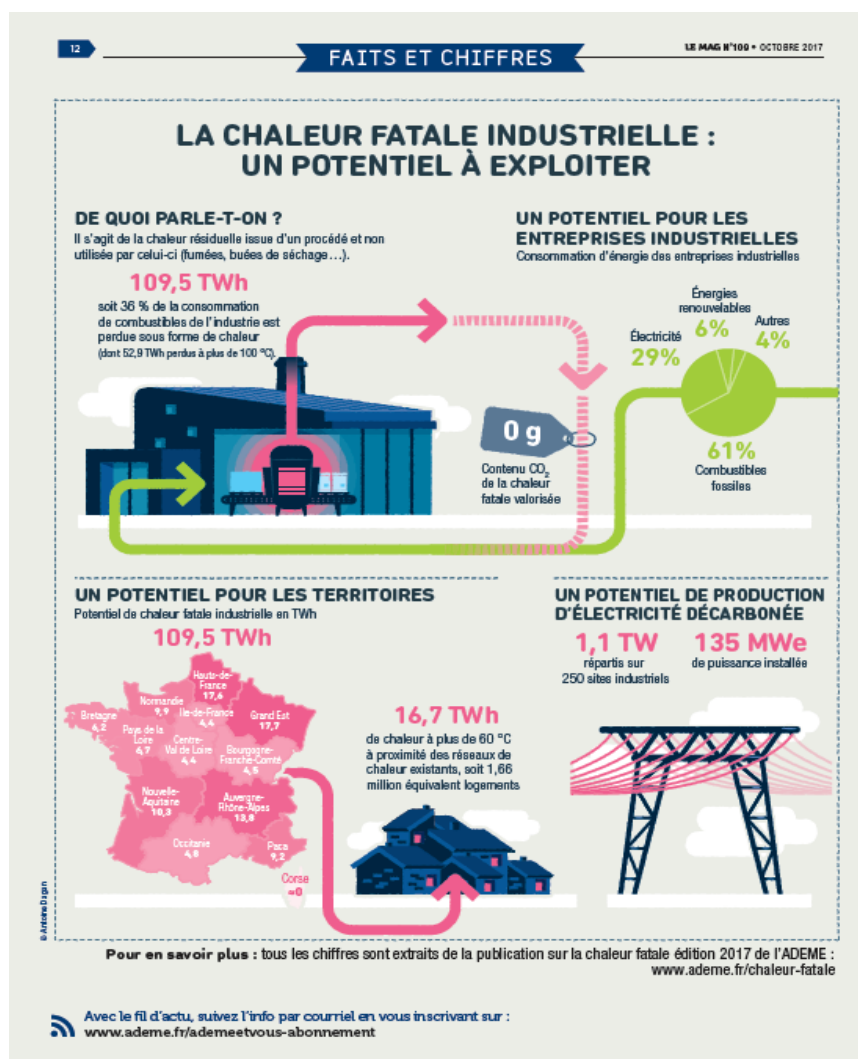 12
FAITS ET CHIFFRES
LE MAG N°109 • OCTOBRE 2017
LA CHALEUR FATALE INDUSTRIELLE :
UN POTENTIEL À EXPLOITER
DE QUOI PARLE-T-ON ?
Il s'agit de la chaleur résiduelle issue d'un procédé et non
utilisée par celui-ci (fumées, buées de séchage…).
109,5 TWh
soit 36 % de la consommation
de combustibles de l'industrie est
perdue sous forme de chaleur
(dont 52,9 TWh perdus à plus de 100 °C).
UN POTENTIEL POUR LES
ENTREPRISES INDUSTRIELLES
Consommation d'énergie des entreprises industrielles
Énergies
renouvelables
6%
Autres
4%
Électricité
29%
61%
Combustibles
fossiles
0 g
Contenu CO₂
de la chaleur
fatale valorisée
UN POTENTIEL POUR LES TERRITOIRES
Potentiel de chaleur fatale industrielle en TWh
109,5 TWh
Hauts-de-
France
17,6
Normandie
9,9
Ile-de-France
4,4
Grand Est
17,7
Bretagne
6,2
Pays de la
Loire
6,7
Centre-
Val de Loire
4,4
Bourgogne-
Franche-Comté
4,5
Nouvelle-
Aquitaine
10,3
Auvergne-
Rhône-Alpes
13,8
Occitanie
4,8
Paca
9,2
Corse
≈0
16,7 TWh
de chaleur à plus de 60 °C
à proximité des réseaux de
chaleur existants, soit 1,66
million équivalent logements
UN POTENTIEL DE PRODUCTION
D'ÉLECTRICITÉ DÉCARBONÉE
1,1 TW
répartis sur
250 sites industriels
135 MWe
de puissance installée
© Antoine Dagan
Pour en savoir plus : tous les chiffres sont extraits de la publication sur la chaleur fatale édition 2017 de l'ADEME :
www.ademe.fr/chaleur-fatale
Avec le fil d'actu, suivez l'info par courriel en vous inscrivant sur :
www.ademe.fr/ademeetvous-abonnement